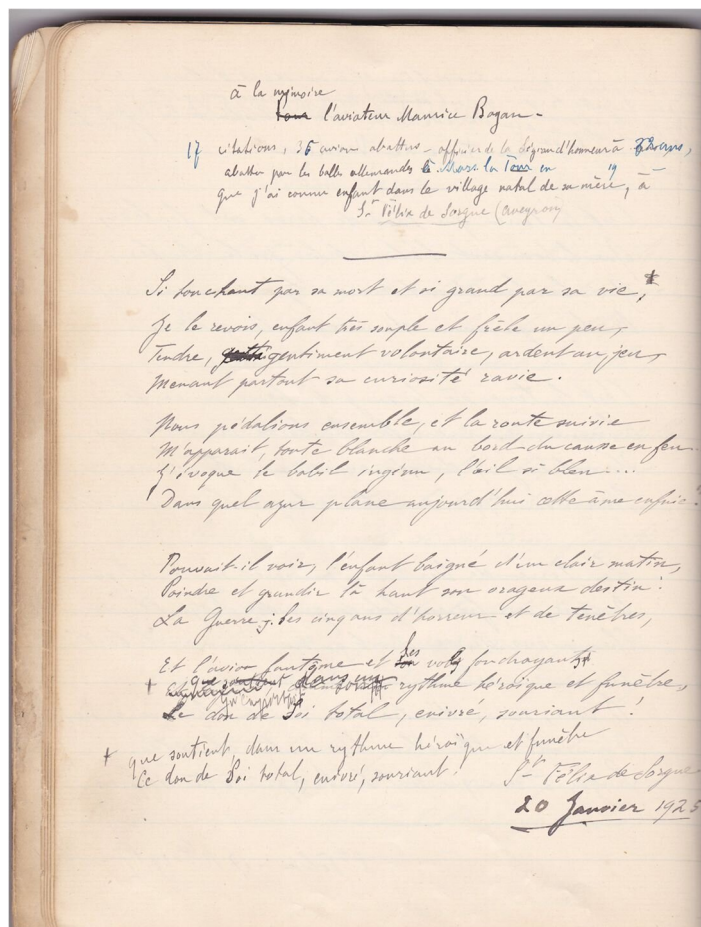 à la mémoire
l'aviateur Maurice Bogau -
17 citations, 36 avions abattus - officier de la Légion d'honneur à
abattu par les balles allemandes à Mars la Tour en 19
que j'ai connu enfant dans le village natal de sa mère, à
St Félix de Sorgue (Aveyron)
Si touchant par sa mort et si grand par sa vie,
Je le revois, enfant très souple et frêle un peu,
Tendre, gentiment volontaire, ardent au jeu,
Menant partout sa curiosité ravie.
Nous pédalions ensemble, et la route suivie
M'apparaît, toute blanche au bord du causse en feu
J'évoque le babil ingénu, l'œil si bleu....
Dans quel azur plane aujourd'hui cette âme enfuie?
Pouvait-il voir, l'enfant baigné d'un clair matin,
Poindre et grandir là haut son orageux destin!
La Guerre ; les cinq ans d'horreur et de tenèbres,
Et l'avion fantôme et les vols foudroyants
+ rythme héroïque et funèbre,
Le don de Soi total, enivré, souriant!
+ que soutient, dans un rythme héroïque et funèbre
Le don de Soi total, enivré, souriant!
St Félix de Sorgue
20 Janvier 1925